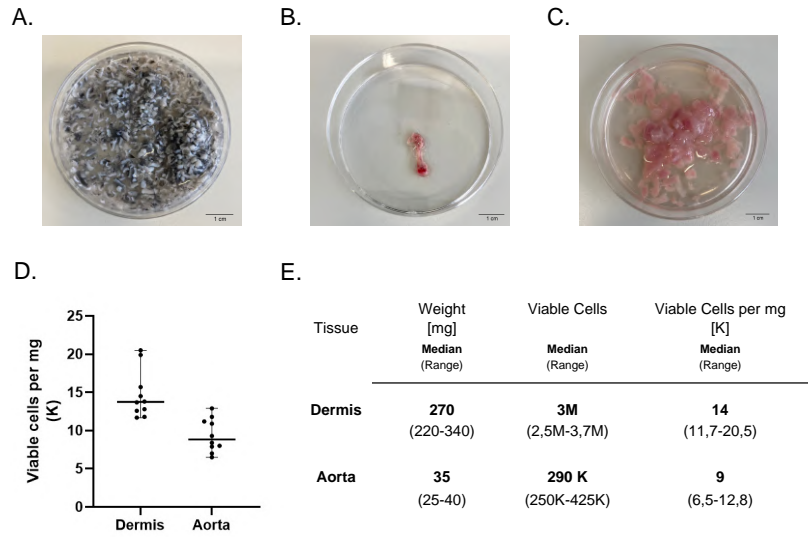 A.
B.
C.
1 cm
1 cm
1 cm
D.
Viable cells per mg
(K)
25
20
15
10
5
0
Dermis
Aorta
E.
Tissue
Weight
[mg]
Median
(Range)
Viable Cells
Median
(Range)
Viable Cells per mg
[K]
Median
(Range)
Dermis
270
(220-340)
3M
(2,5M-3,7M)
14
(11,7-20,5)
Aorta
35
(25-40)
290 K
(250K-425K)
9
(6,5-12,8)